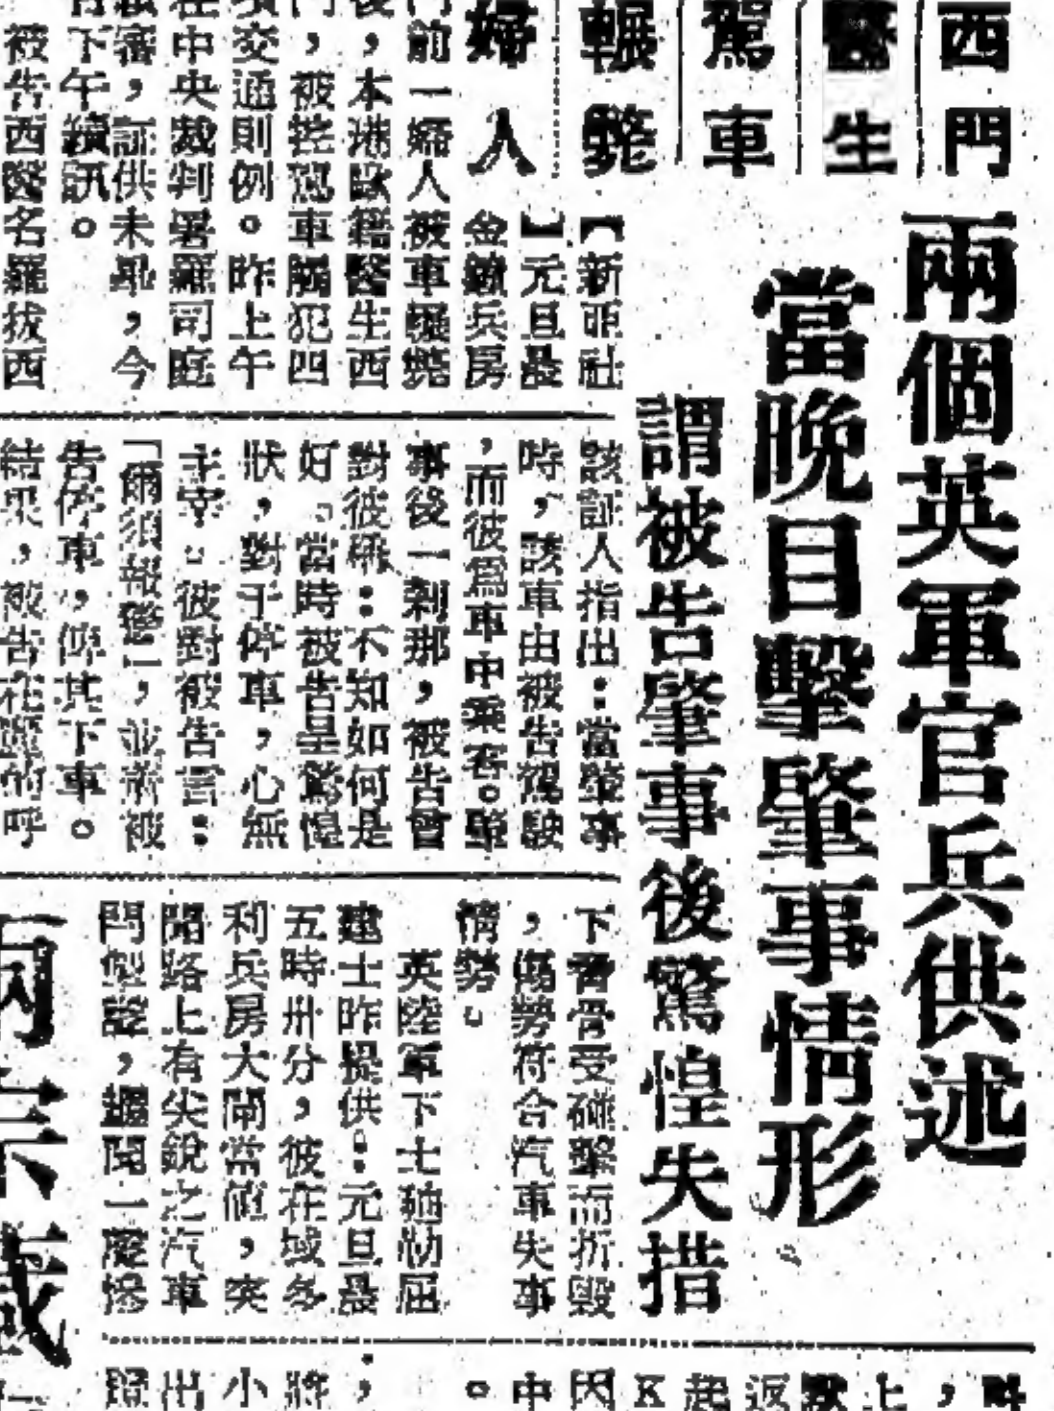 西門
醫生
駕車
輾斃
婦人
兩個英軍官兵供述
當晚目擊肇事情形
謂被告肇事後驚惶失措
【新亞社
】元旦晨
金鐘兵房
門前一婦人被車輾斃
後，本港歐籍醫生西
門，被控駕車觸犯四
項交通則例。昨上午
在中央裁判署羅司庭
審，証供未畢，今
下午續訊。
被告西醫名羅拔西
該証人指出：當肇事
時，該車由被告駕駛
，而彼爲車中乘客。肇
事後一剎那，被告曾
對彼稱：不知如何是
好。當時被告呈驚惶
狀，對于停車，心無
主宰。彼對被告言：
「爾須報警」，並着被
告停車，使其下車。
結果，被告在
的呼
下脊骨受碰擊而折毀
，傷勢符合汽車失事
情勢。
英陸軍下士
勒屈
建士昨提供：元旦晨
五時卅分，彼在域多
利兵房大閘當值，突
聞路上有尖銳之汽車
門掣聲，繼聞一
慘
兩宗